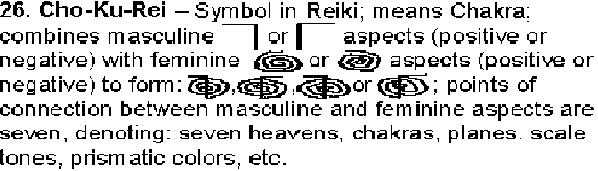 26. Cho-Ku-Rei – Symbol in Reiki; means Chakra;
combines masculine or aspects (positive or
negative) with feminine or aspects (positive or
negative) to form: , , or ; points of
connection between masculine and feminine aspects are
seven, denoting: seven heavens, chakras, planes. scale
tones, prismatic colors, etc.